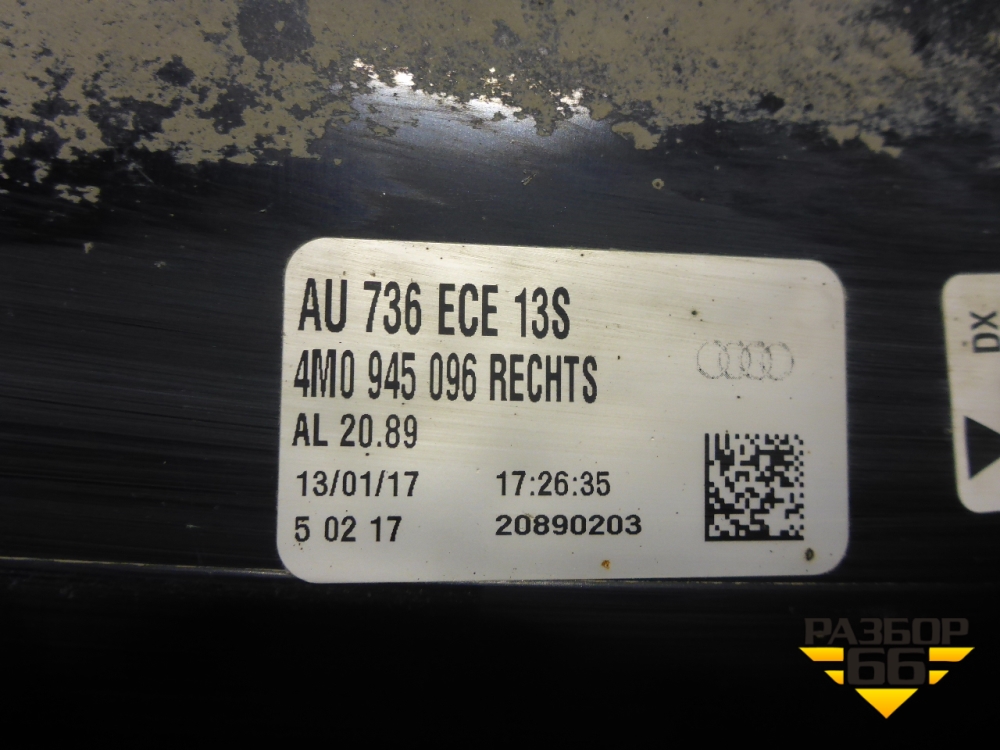 AU 736 ECE 13S
4M0 945 096 RECHTS
AL 20.89
13/01/17 17:26:35
5 02 17 20890203
DX
РАЗБОР
66